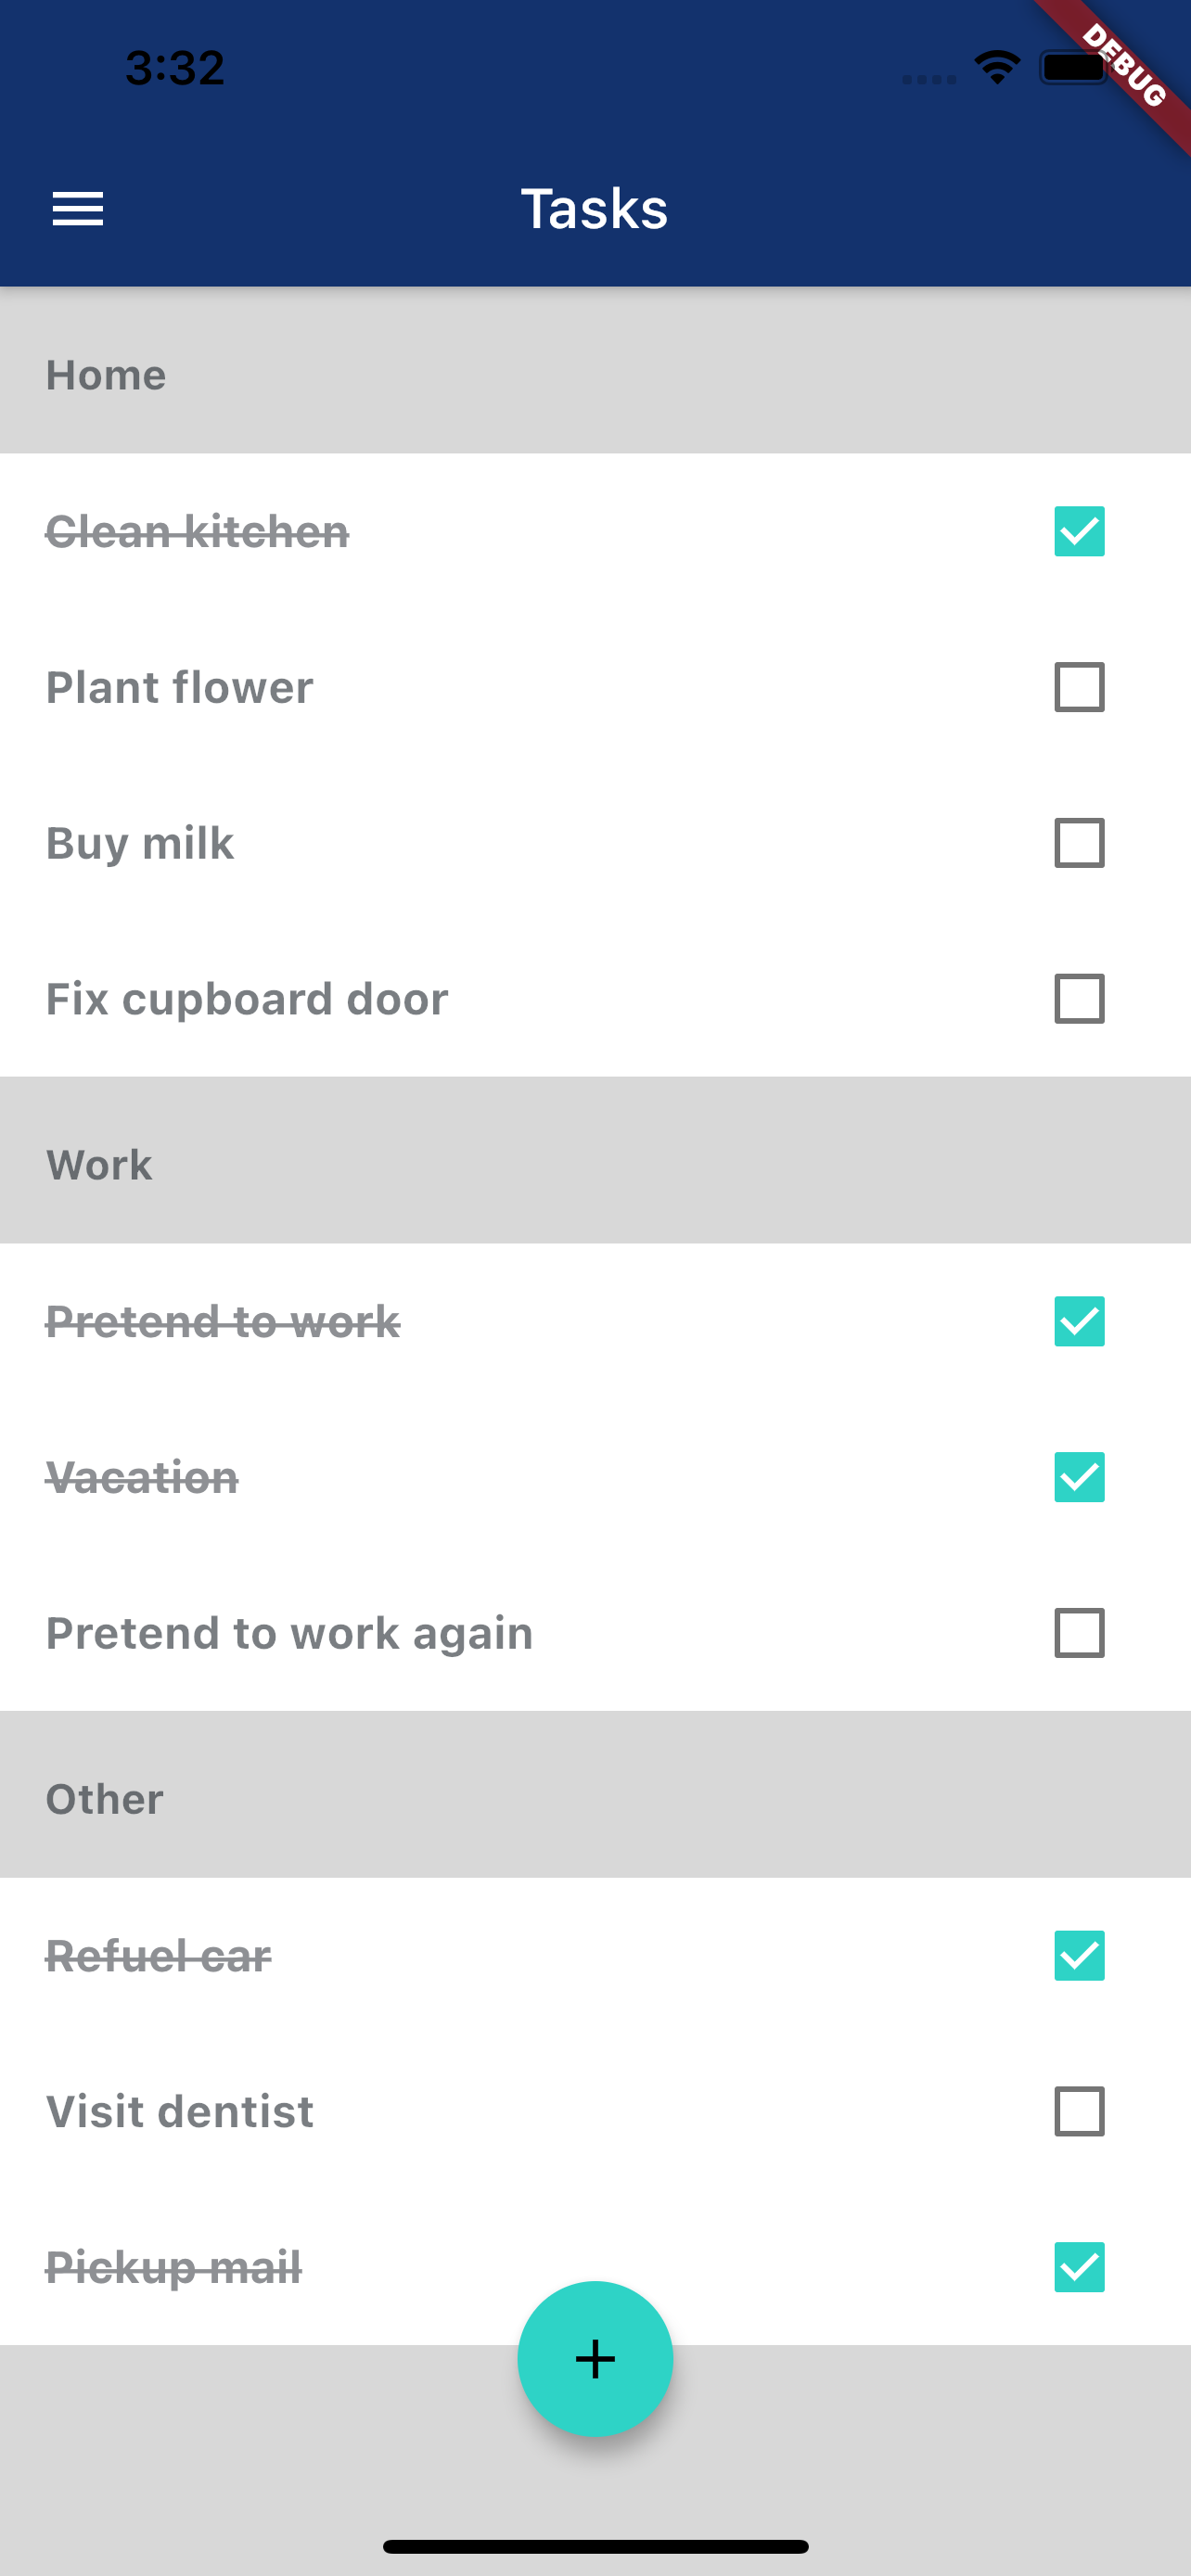 3:32
DEBUG
Tasks
Home
Clean kitchen
Plant flower
Buy milk
Fix cupboard door
Work
Pretend to work
Vacation
Pretend to work again
Other
Refuel car
Visit dentist
Pickup mail
+